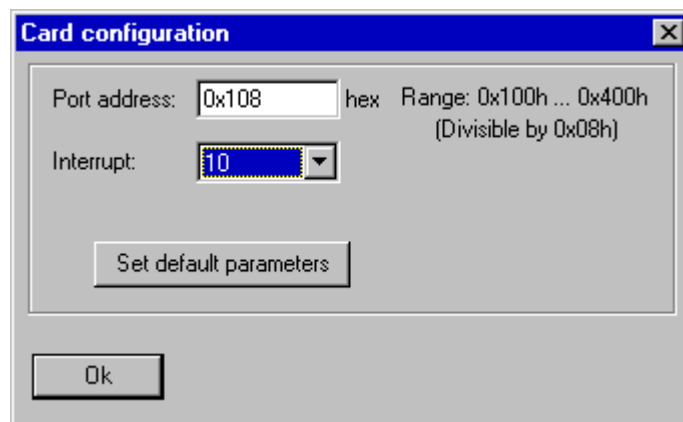 Card configuration
Port address: 0x108 hex Range: 0x100h ... 0x400h
(Divisible by 0x08h)
Interrupt: 10
Set default parameters
Ok